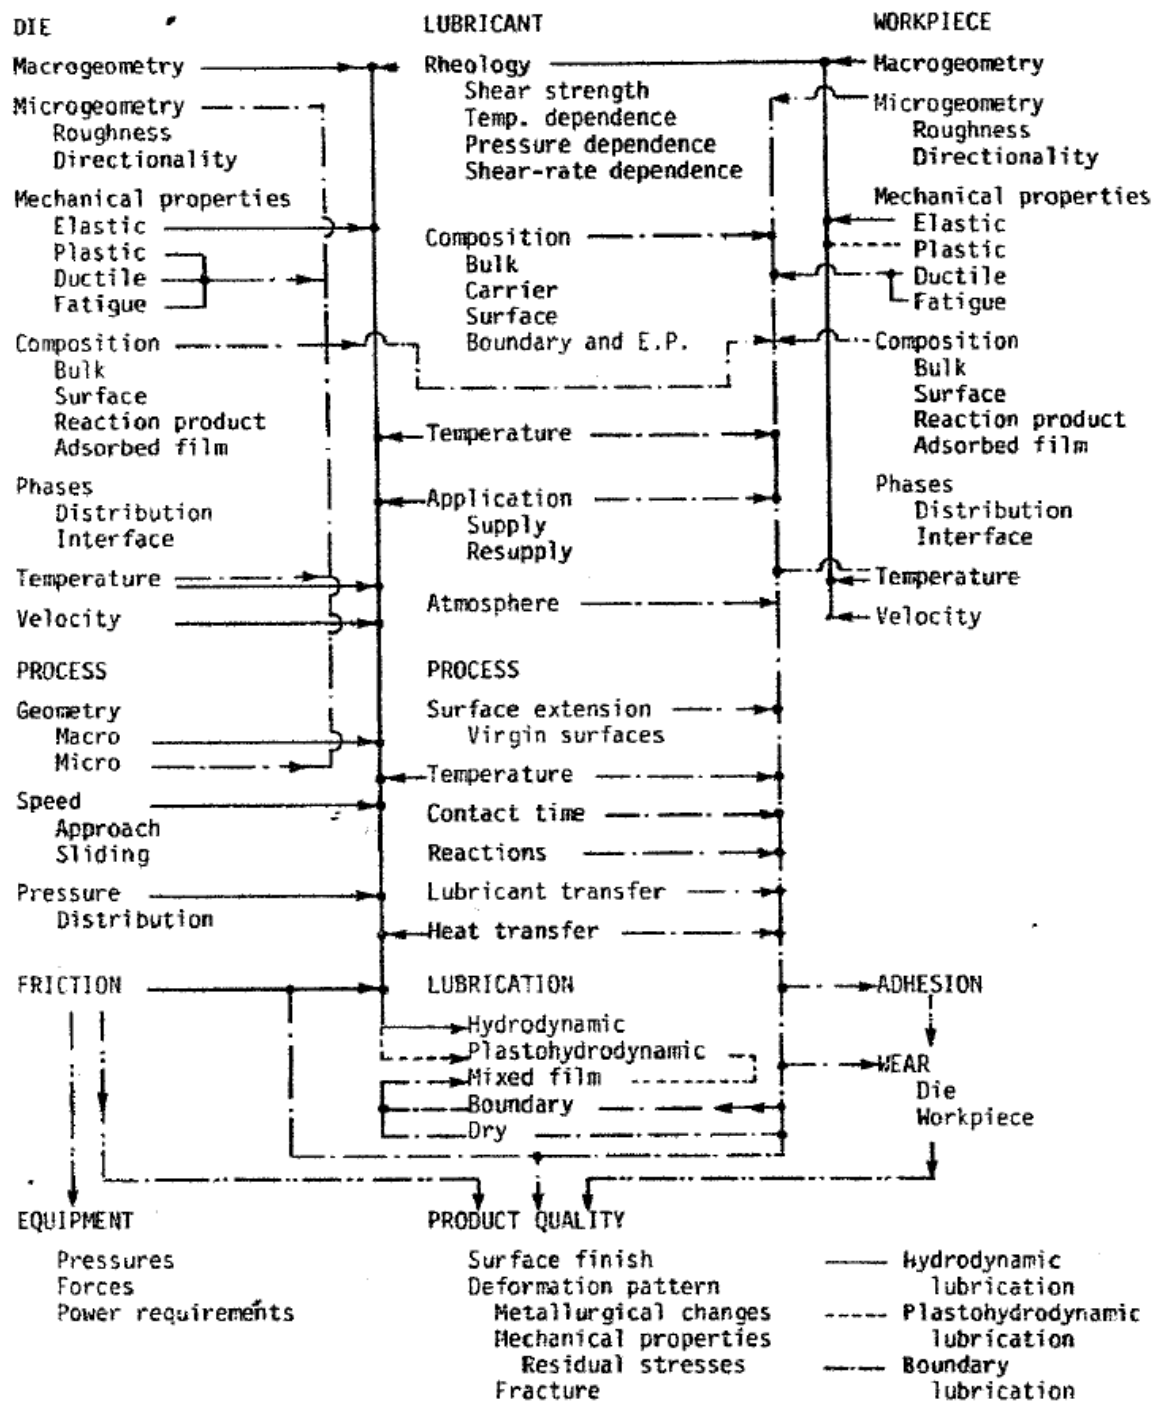 DIE
Macrogeometry
Microgeometry
Roughness
Directionality
Mechanical properties
Elastic
Plastic
Ductile
Fatigue
Composition
Bulk
Surface
Reaction product
Adsorbed film
Phases
Distribution
Interface
Temperature
Velocity
PROCESS
Geometry
Macro
Micro
Speed
Approach
Sliding
Pressure
Distribution
FRICTION
EQUIPMENT
Pressures
Forces
Power requirements
LUBRICANT
Rheology
Shear strength
Temp. dependence
Pressure dependence
Shear-rate dependence
Composition
Bulk
Carrier
Surface
Boundary and E.P.
Temperature
Application
Supply
Resupply
Atmosphere
PROCESS
Surface extension
Virgin surfaces
Temperature
Contact time
Reactions
Lubricant transfer
Heat transfer
LUBRICATION
Hydrodynamic
Plastohydrodynamic
Mixed film
Boundary
Dry
PRODUCT QUALITY
Surface finish
Deformation pattern
Metallurgical changes
Mechanical properties
Residual stresses
Fracture
WORKPIECE
Macrogeometry
Microgeometry
Roughness
Directionality
Mechanical properties
Elastic
Plastic
Ductile
Fatigue
Composition
Bulk
Surface
Reaction product
Adsorbed film
Phases
Distribution
Interface
Temperature
Velocity
ADHESION
WEAR
Die
Workpiece
Hydrodynamic
lubrication
Plastohydrodynamic
lubrication
Boundary
lubrication